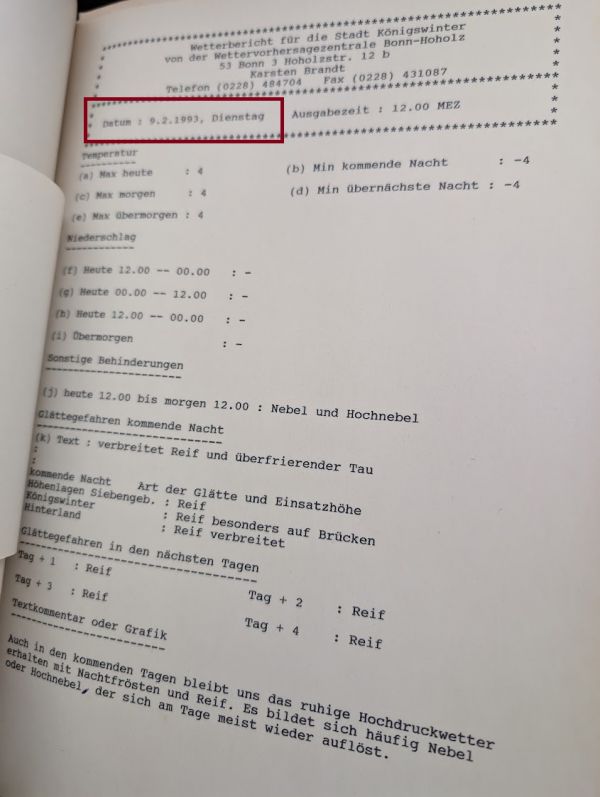 ********************************************************
* Wetterbericht für die Stadt Königswinter *
* von der Wettervorhersagezentrale Bonn-Hoholz *
* 53 Bonn 3 Hoholzstr. 12 b *
* Karsten Brandt *
* Telefon (0228) 484704 Fax (0228) 431087 *
********************************************************
* Datum : 9.2.1993, Dienstag Ausgabezeit : 12.00 MEZ *
********************************************************
Temperatur
----------
(a) Max heute : 4 (b) Min kommende Nacht : -4
(c) Max morgen : 4 (d) Min übernächste Nacht : -4
(e) Max übermorgen : 4
Niederschlag
------------
(f) Heute 12.00 -- 00.00 : -
(g) Heute 00.00 -- 12.00 : -
(h) Heute 12.00 -- 00.00 : -
(i) Übermorgen : -
Sonstige Behinderungen
----------------------
(j) heute 12.00 bis morgen 12.00 : Nebel und Hochnebel
Glättegefahren kommende Nacht
-----------------------------
(k) Text : verbreitet Reif und überfrierender Tau
:
:
kommende Nacht Art der Glätte und Einsatzhöhe
Höhenlagen Siebengeb. : Reif
Königswinter : Reif besonders auf Brücken
Hinterland : Reif verbreitet
Glättegefahren in den nächsten Tagen
------------------------------------
Tag + 1 : Reif Tag + 2 : Reif
Tag + 3 : Reif Tag + 4 : Reif
Textkommentar oder Grafik
-------------------------
Auch in den kommenden Tagen bleibt uns das ruhige Hochdruckwetter
erhalten mit Nachtfrösten und Reif. Es bildet sich häufig Nebel
oder Hochnebel, der sich am Tage meist wieder auflöst.